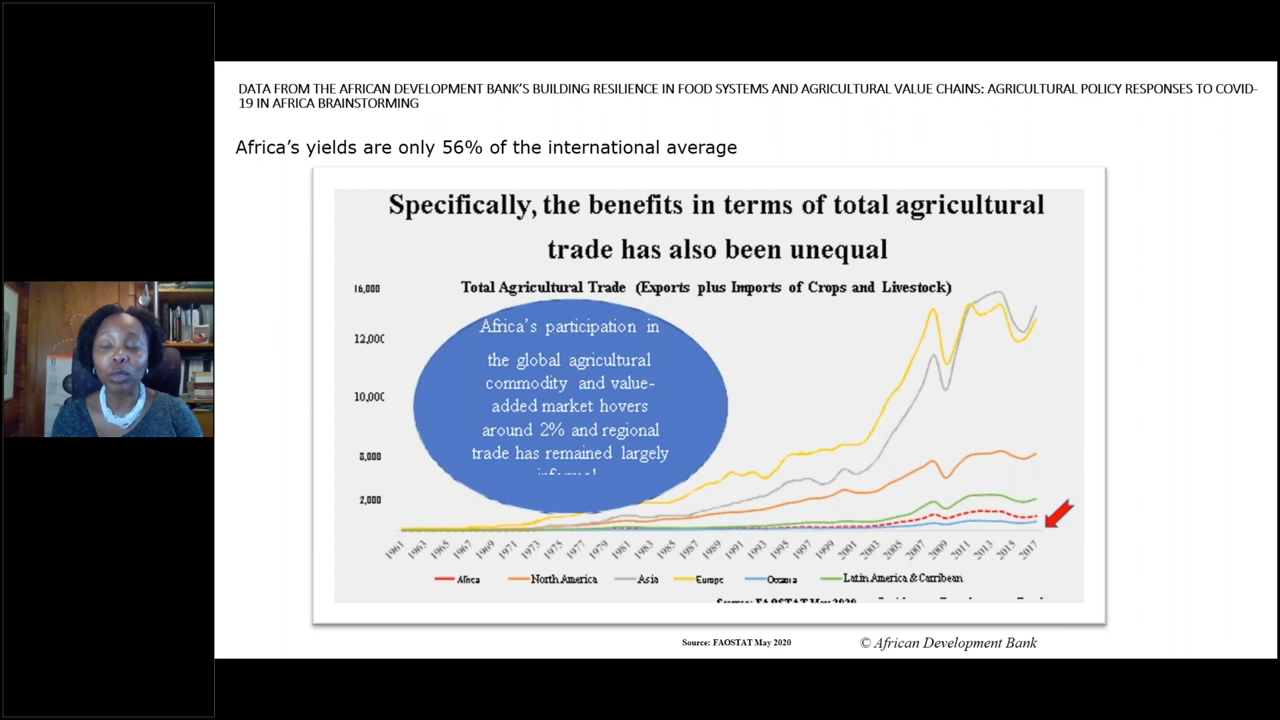 DATA FROM THE AFRICAN DEVELOPMENT BANK'S BUILDING RESILIENCE IN FOOD SYSTEMS AND AGRICULTURAL VALUE CHAINS: AGRICULTURAL POLICY RESPONSES TO COVID-
19 IN AFRICA BRAINSTORMING
Africa's yields are only 56% of the international average
Specifically, the benefits in terms of total agricultural
trade has also been unequal
Total Agricultural Trade (Exports plus Imports of Crops and Livestock)
16,000
12,000
10,000
8,000
2,000
Africa's participation in
the global agricultural
commodity and value-
added market hovers
around 2% and regional
trade has remained largely
informal
1961 1963 1965 1967 1969 1971 1973 1975 1977 1979 1981 1983 1985 1987 1989 1991 1993 1995 1997 1999 2001 2003 2005 2007 2009 2011 2013 2015 2017
Africa North America Asia Europe Oceania Latin America & Carribean
Source: FAOSTAT May 2020
Source: FAOSTAT May 2020
© African Development Bank